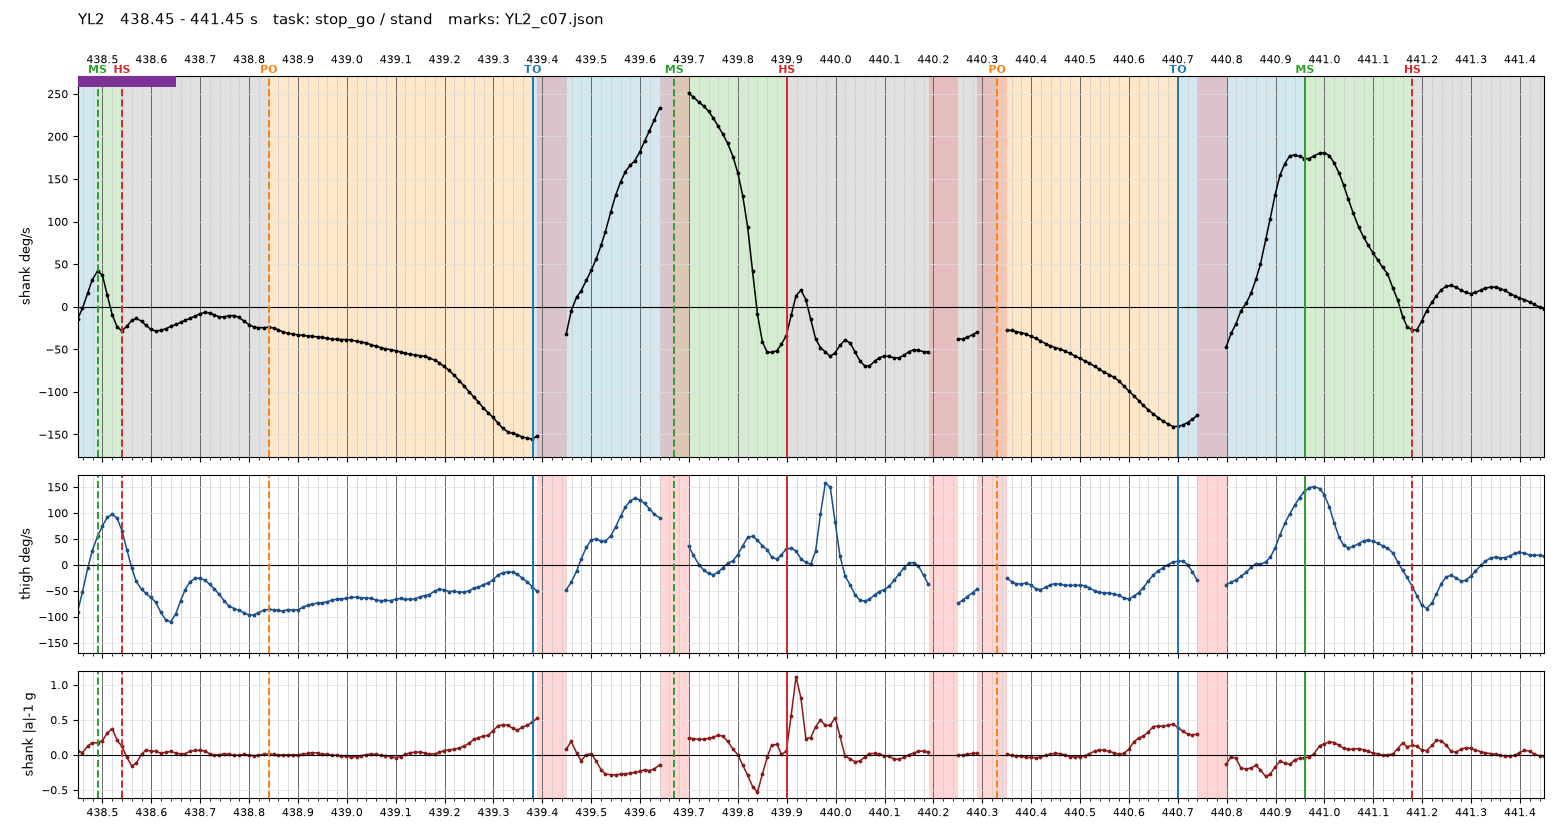 YL2 438.45 - 441.45 s task: stop_go / stand marks: YL2_c07.json
438.5 438.6 438.7 438.8 438.9 439.0 439.1 439.2 439.3 439.4 439.5 439.6 439.7 439.8 439.9 440.0 440.1 440.2 440.3 440.4 440.5 440.6 440.7 440.8 440.9 441.0 441.1 441.2 441.3 441.4
MS HS PO TO MS HS PO TO MS HS
250
200
150
100
50
0
−50
−100
−150
shank deg/s
150
100
50
0
−50
−100
−150
thigh deg/s
1.0
0.5
0.0
−0.5
shank |a|-1 g
438.5 438.6 438.7 438.8 438.9 439.0 439.1 439.2 439.3 439.4 439.5 439.6 439.7 439.8 439.9 440.0 440.1 440.2 440.3 440.4 440.5 440.6 440.7 440.8 440.9 441.0 441.1 441.2 441.3 441.4